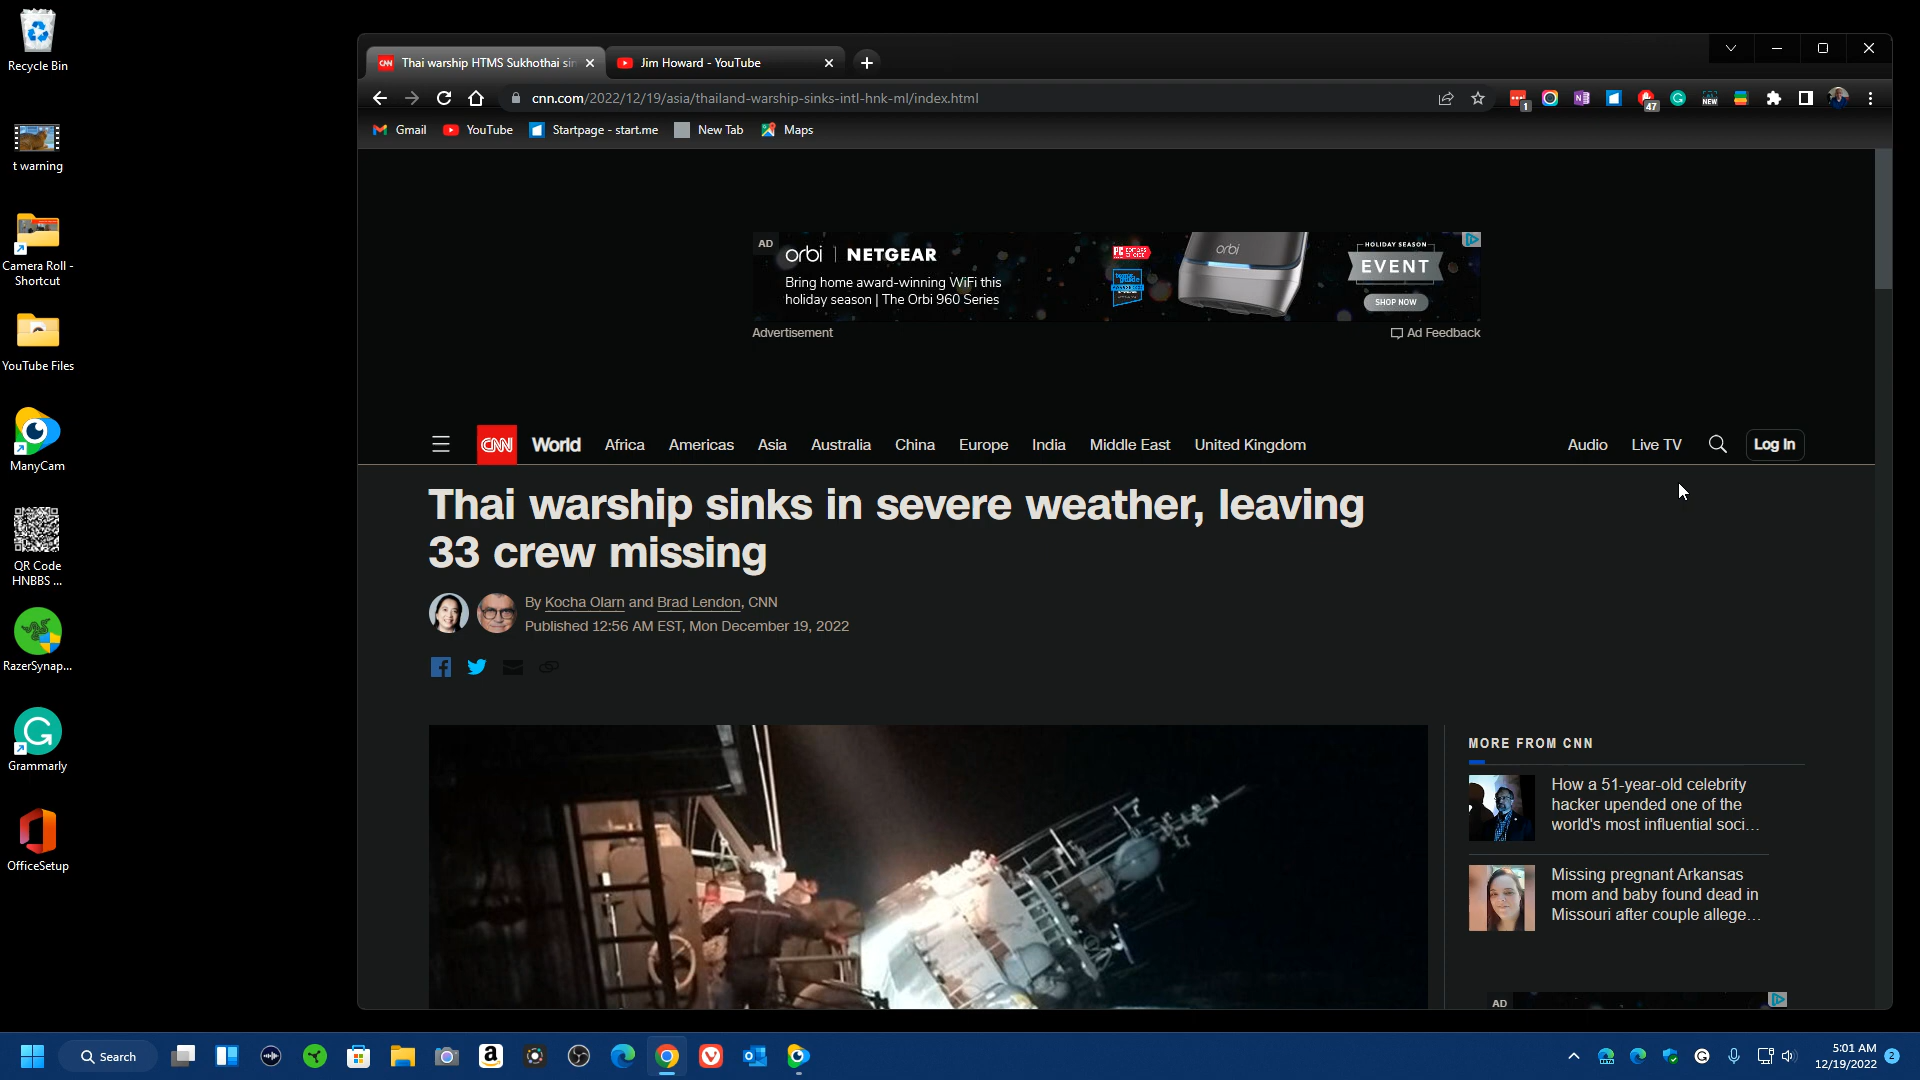 Recycle Bin
t warning
Camera Roll -
Shortcut
YouTube Files
ManyCam
QR Code
HNBBS ...
RazerSynap...
Grammarly
OfficeSetup
CNN Thai warship HTMS Sukhothai sin
Jim Howard - YouTube
cnn.com/2022/12/19/asia/thailand-warship-sinks-intl-hnk-ml/index.html
1
47
NEW
Gmail
YouTube
Startpage - start.me
New Tab
Maps
AD
orbi | NETGEAR
Bring home award-winning WiFi this
holiday season | The Orbi 960 Series
orbi
HOLIDAY SEASON
EVENT
SHOP NOW
Advertisement
Ad Feedback
CNN World Africa Americas Asia Australia China Europe India Middle East United Kingdom
Audio Live TV Log In
Thai warship sinks in severe weather, leaving
33 crew missing
By Kocha Olarn and Brad Lendon, CNN
Published 12:56 AM EST, Mon December 19, 2022
MORE FROM CNN
How a 51-year-old celebrity
hacker upended one of the
world's most influential soci...
Missing pregnant Arkansas
mom and baby found dead in
Missouri after couple allege...
AD
Search
5:01 AM
12/19/2022
2